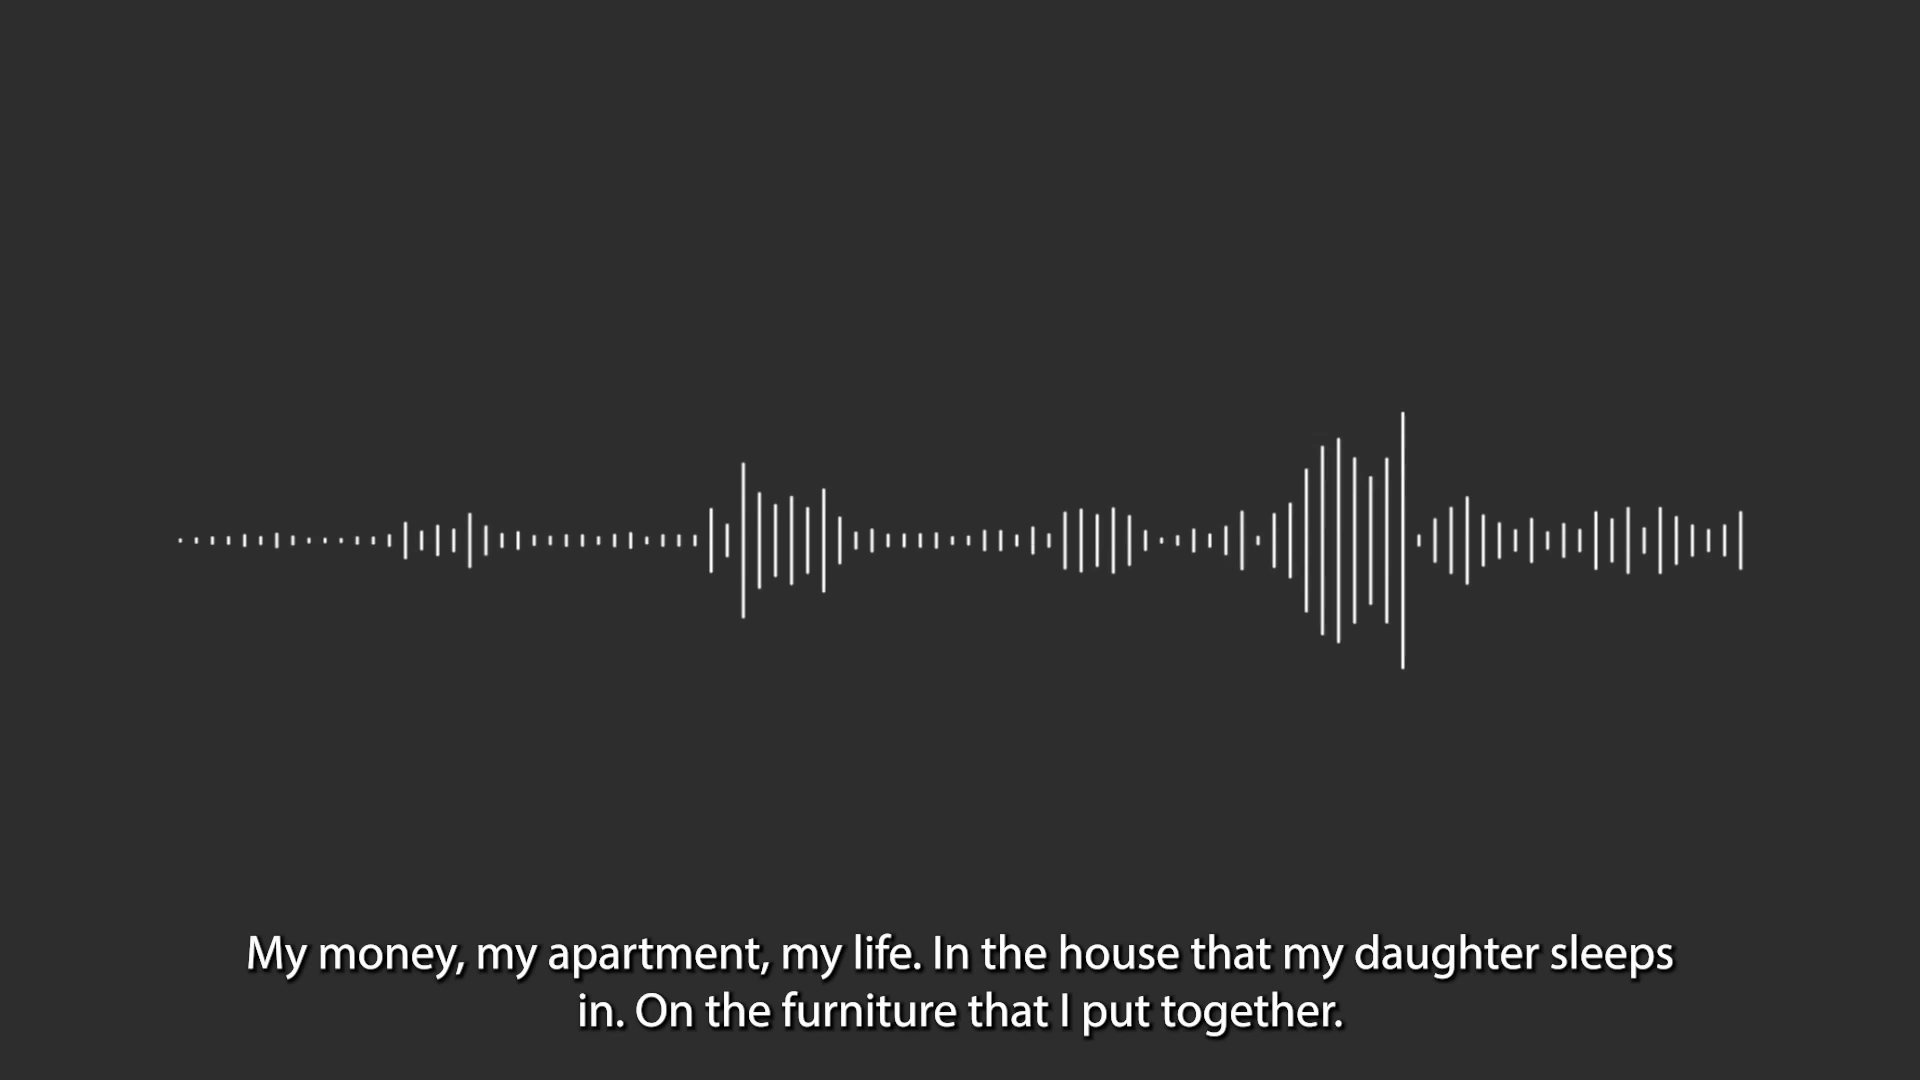 My money, my apartment, my life. In the house that my daughter sleeps
in. On the furniture that I put together.